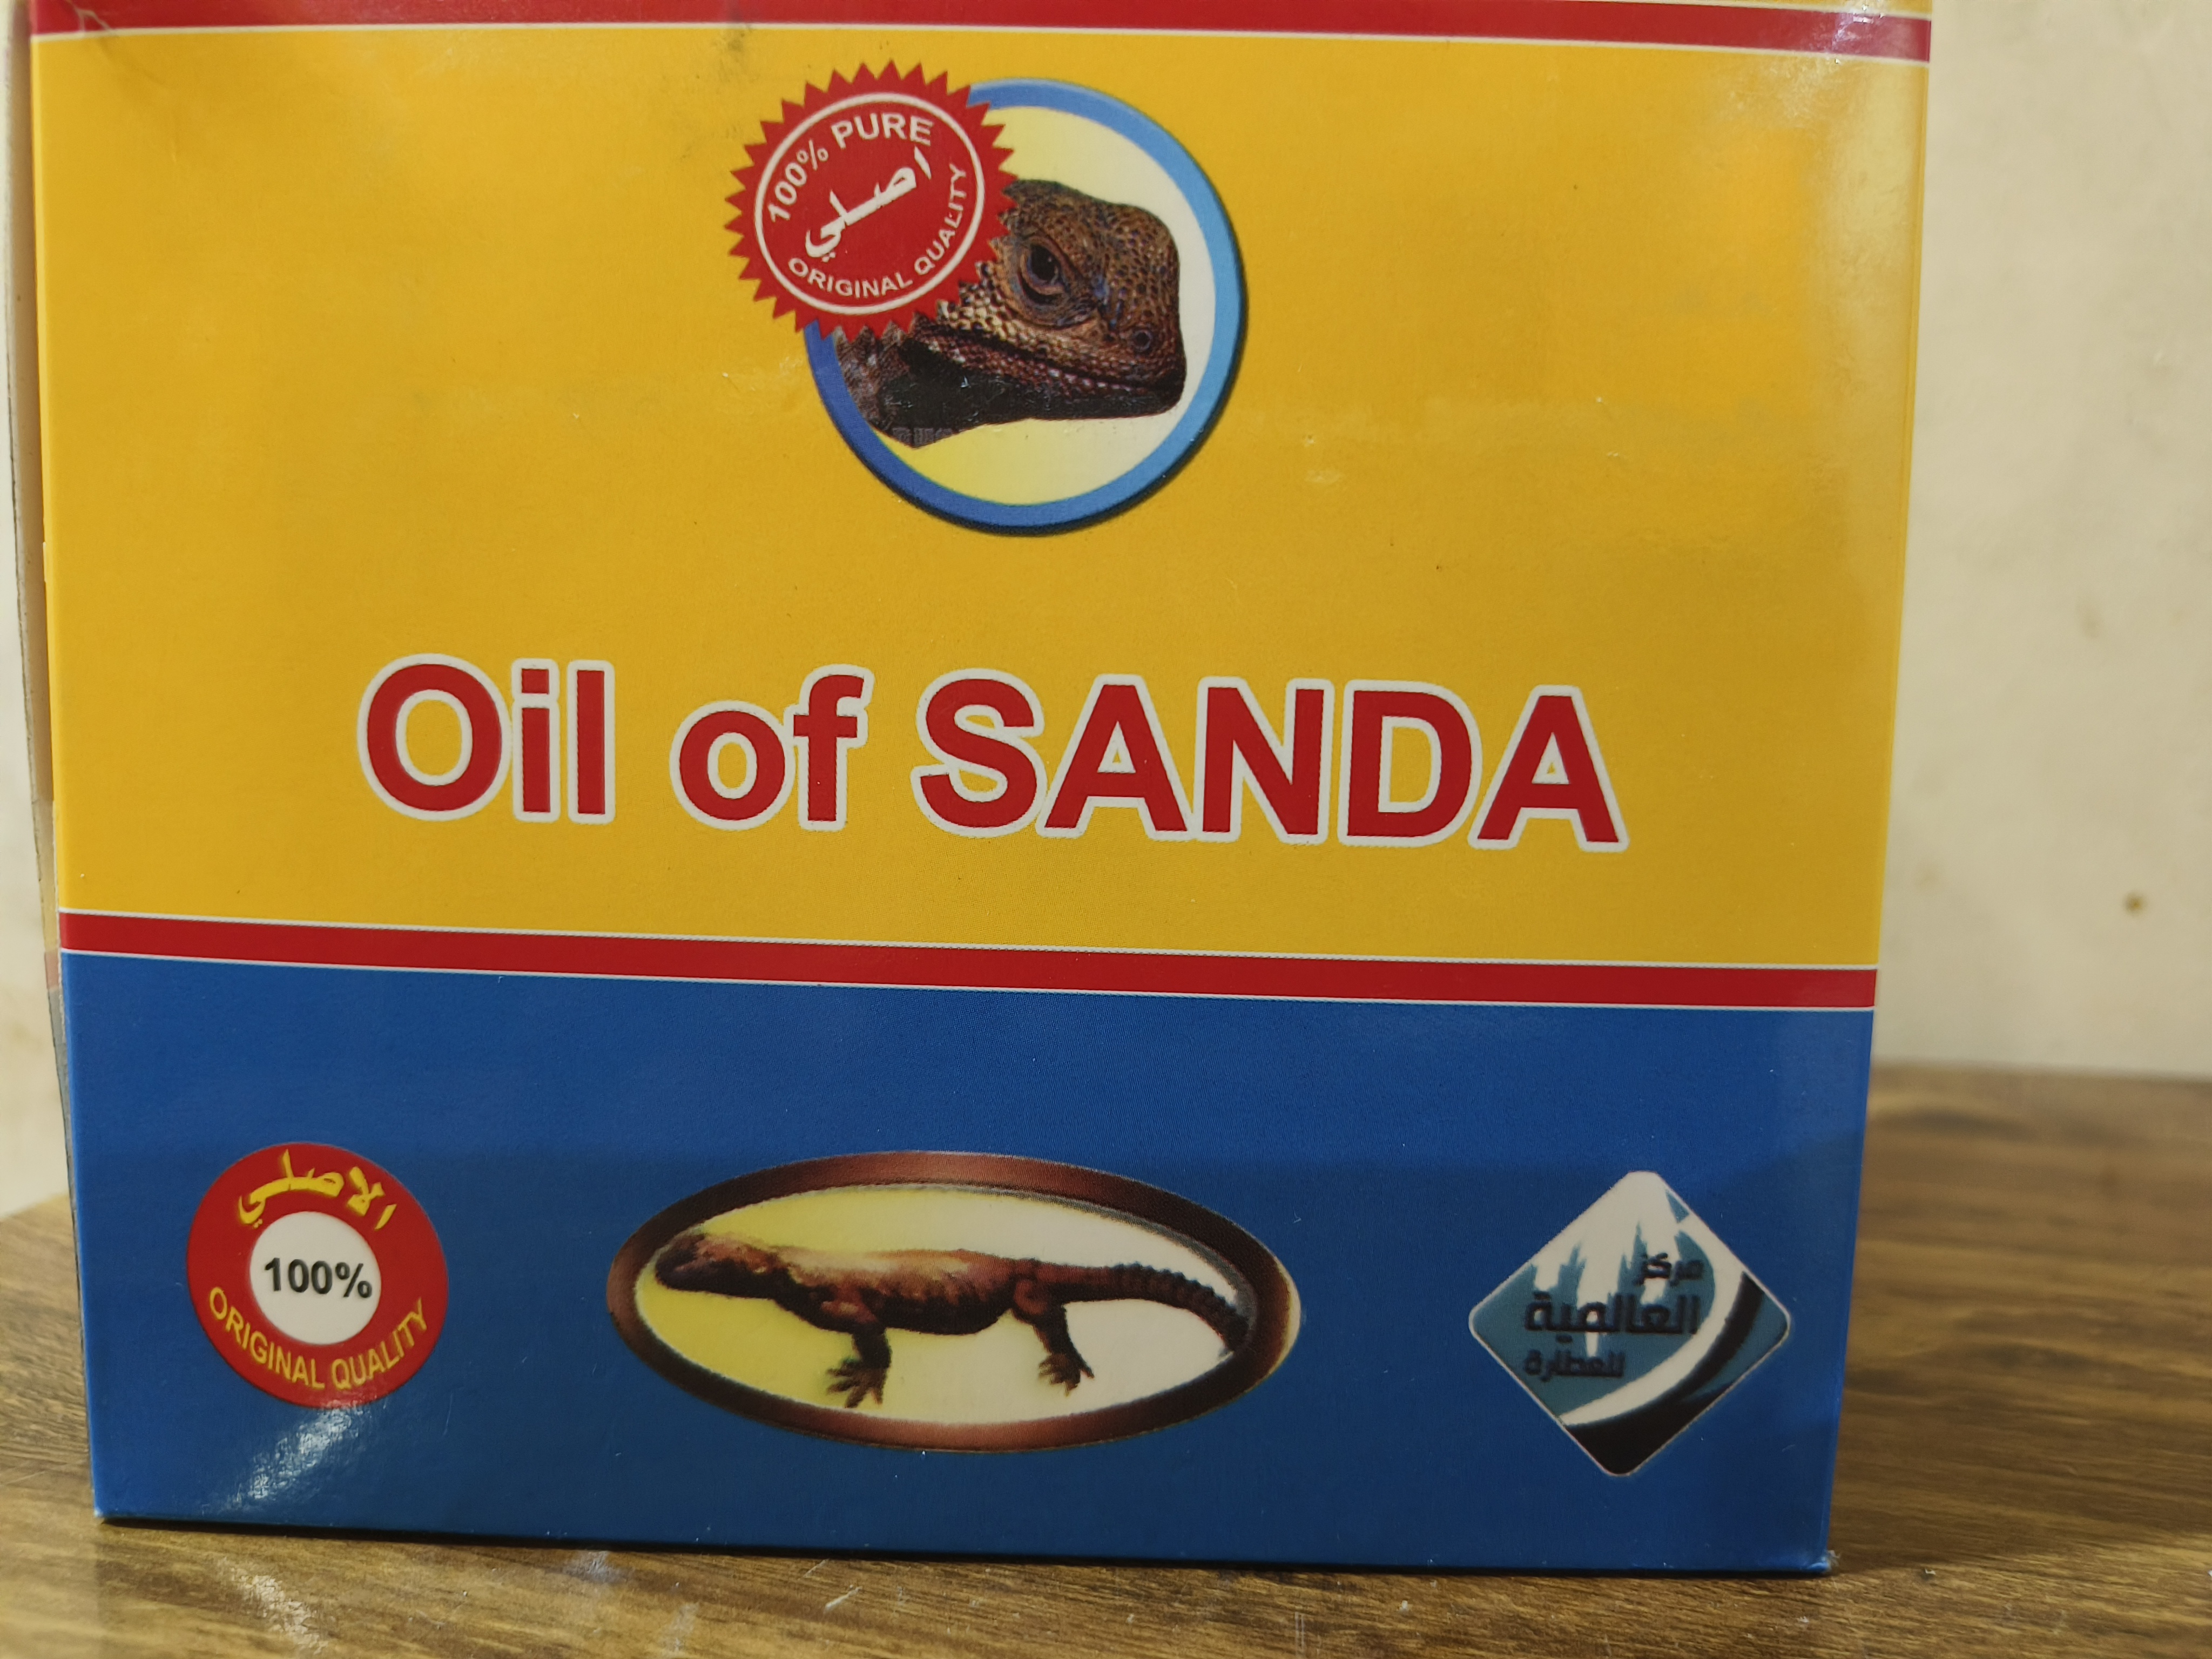 100% PURE
اصلي
ORIGINAL QUALITY
Oil of SANDA
الاصلي
100%
ORIGINAL QUALITY
مركز
العالمية
للعطارة